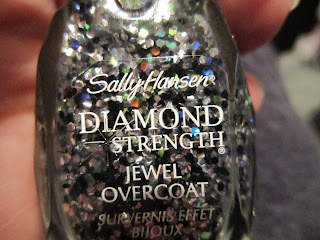 Sally Hansen®
DIAMOND
STRENGTH®
JEWEL
OVERCOAT
SURVERNIS EFFET
BIJOUX